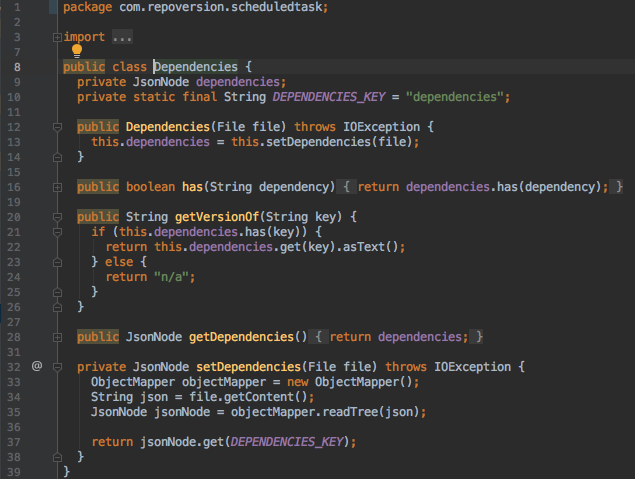 1 package com.repoversion.scheduledtask;
2
3 import ...
7
8 public class Dependencies {
9 private JsonNode dependencies;
10 private static final String DEPENDENCIES_KEY = "dependencies";
11
12 public Dependencies(File file) throws IOException {
13 this.dependencies = this.setDependencies(file);
14 }
15
16 public boolean has(String dependency) { return dependencies.has(dependency); }
19
20 public String getVersionOf(String key) {
21 if (this.dependencies.has(key)) {
22 return this.dependencies.get(key).asText();
23 } else {
24 return "n/a";
25 }
26 }
27
28 public JsonNode getDependencies() { return dependencies; }
31
32 @ private JsonNode setDependencies(File file) throws IOException {
33 ObjectMapper objectMapper = new ObjectMapper();
34 String json = file.getContent();
35 JsonNode jsonNode = objectMapper.readTree(json);
36
37 return jsonNode.get(DEPENDENCIES_KEY);
38 }
39 }